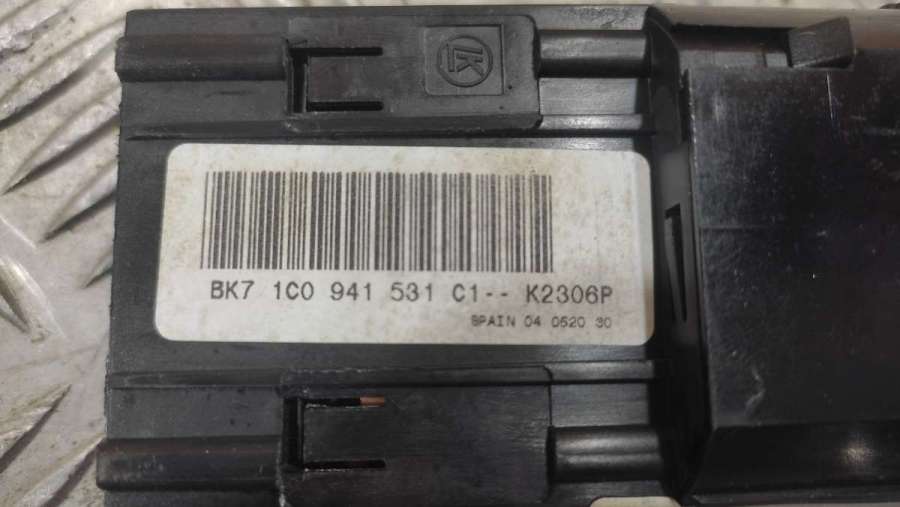 LK
BK7 1C0 941 531 C1-- K2306P
SPAIN 04 0520 30